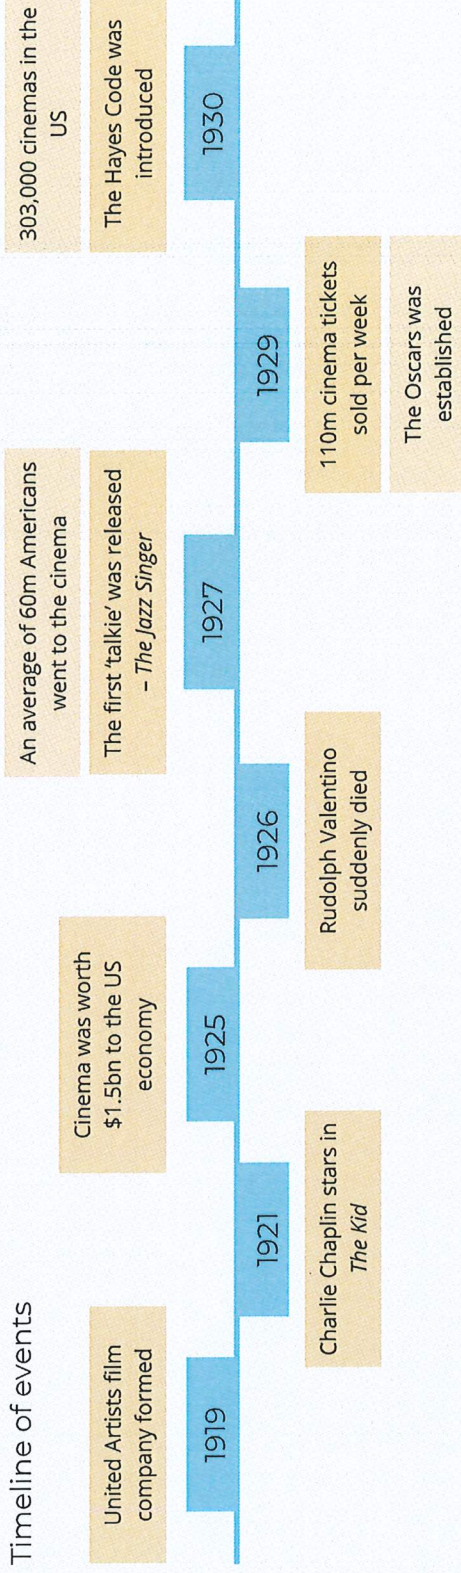 Timeline of events
United Artists film
company formed
1919
1921
Charlie Chaplin stars in
The Kid
Cinema was worth
$1.5bn to the US
economy
1925
1926
Rudolph Valentino
suddenly died
An average of 60m Americans
went to the cinema
The first ‘talkie’ was released
– The Jazz Singer
1927
1929
110m cinema tickets
sold per week
The Oscars was
established
303,000 cinemas in the
US
The Hayes Code was
introduced
1930